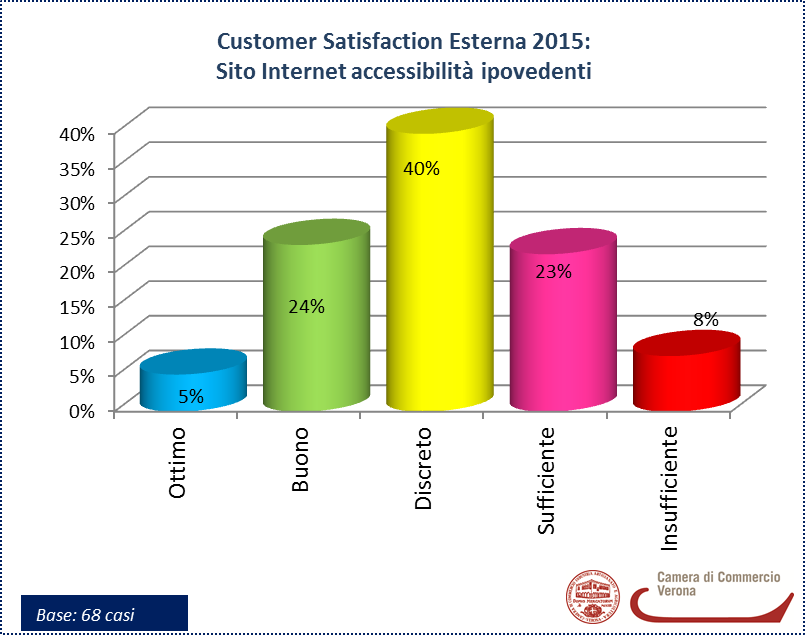 Customer Satisfaction Esterna 2015:
Sito Internet accessibilità ipovedenti
40%
35%
30%
25%
20%
15%
10%
5%
0%
5%
24%
40%
23%
8%
Ottimo
Buono
Discreto
Sufficiente
Insufficiente
Base: 68 casi
Camera di Commercio
Verona